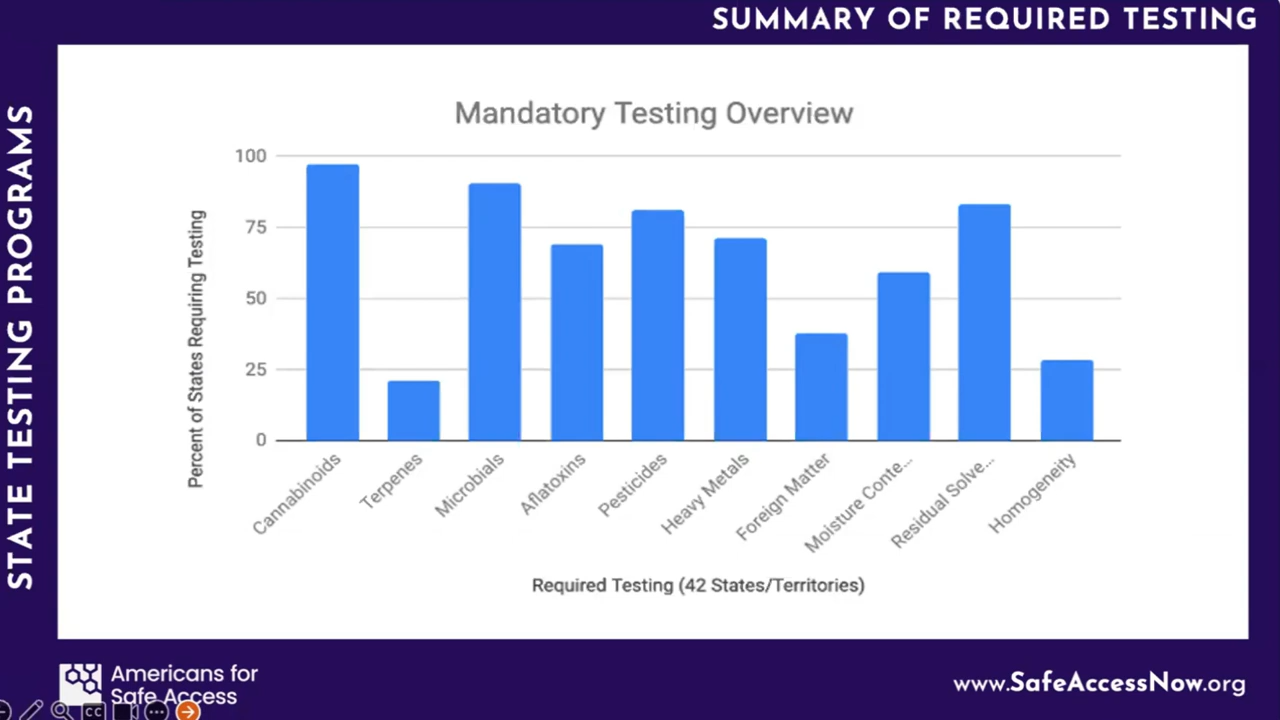 SUMMARY OF REQUIRED TESTING
STATE TESTING PROGRAMS
Mandatory Testing Overview
Percent of States Requiring Testing
100
75
50
25
0
Cannabinoids
Terpenes
Microbials
Aflatoxins
Pesticides
Heavy Metals
Foreign Matter
Moisture Conte...
Residual Solve...
Homogeneity
Required Testing (42 States/Territories)
Americans for
Safe Access
CC
www.SafeAccessNow.org